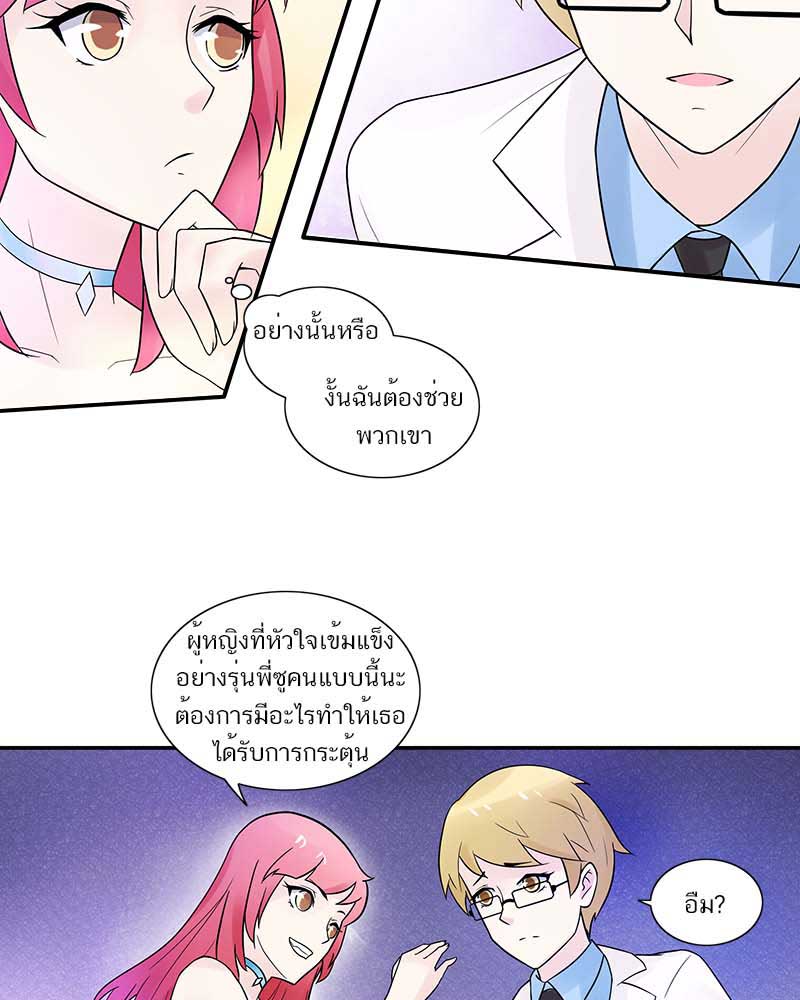 อย่างนั้นหรือ
งั้นฉันต้องช่วย
พวกเขา
ผู้หญิงที่หัวใจเข้มแข็ง
อย่างรุ่นพี่ซูคนแบบนี้นะ
ต้องการมีอะไรทำให้เธอ
ได้รับการกระตุ้น
อืม?